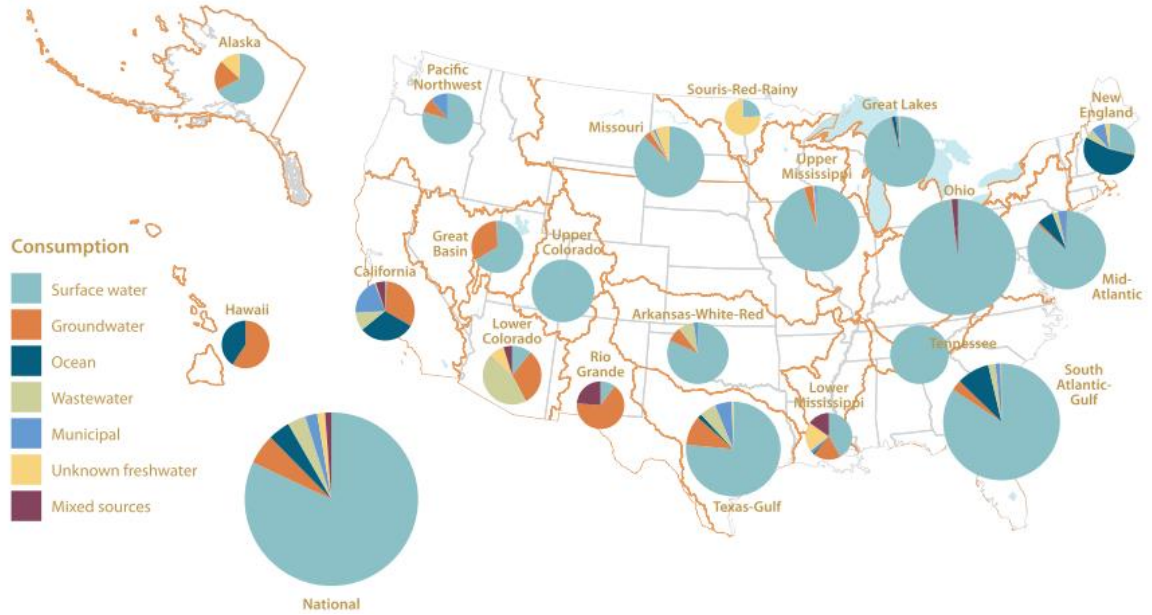 Alaska
Pacific
Northwest
Souris-Red-Rainy
Great Lakes
New
England
Missouri
Upper
Mississippi
Ohio
Consumption
Surface water
Groundwater
Ocean
Wastewater
Municipal
Unknown freshwater
Mixed sources
Great
Basin
Upper
Colorado
California
Mid-
Atlantic
Hawaii
Lower
Colorado
Arkansas-White-Red
Tennessee
Rio
Grande
Lower
Mississippi
South
Atlantic-
Gulf
Texas-Gulf
National